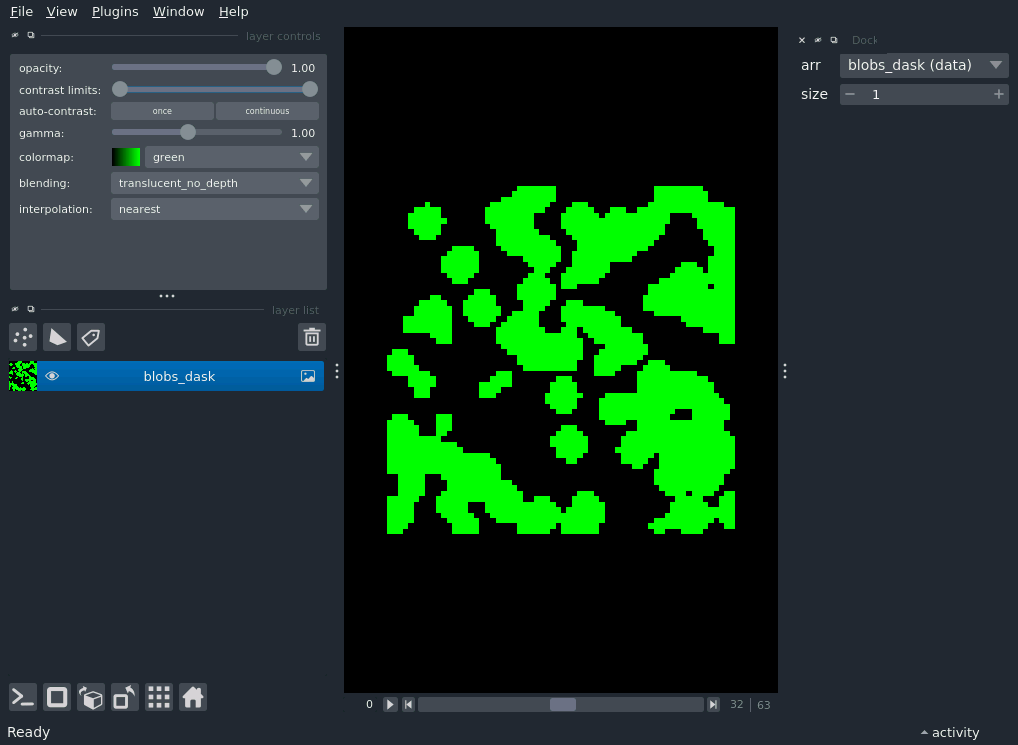 File View Plugins Window Help
layer controls
opacity: 1.00
contrast limits:
auto-contrast: once continuous
gamma: 1.00
colormap: green
blending: translucent_no_depth
interpolation: nearest
layer list
blobs_dask
0 32 | 63
Dock
arr blobs_dask (data)
size 1
Ready
activity